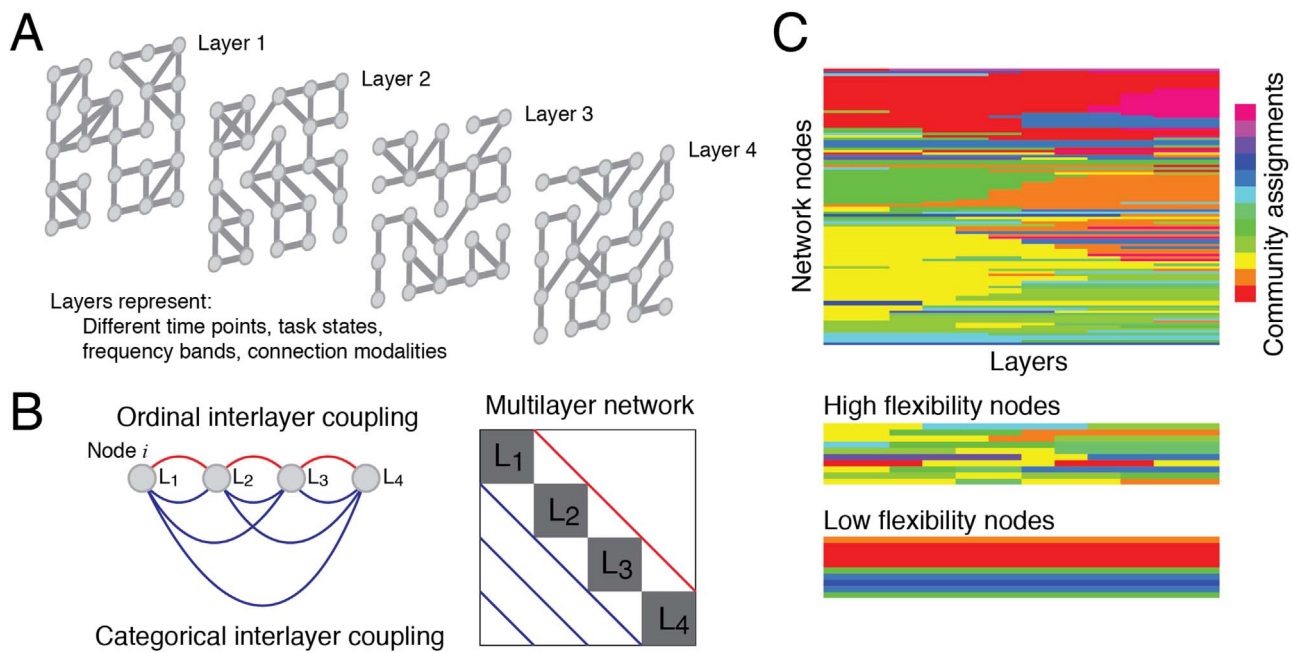 A
Layer 1
Layer 2
Layer 3
Layer 4
Layers represent:
Different time points, task states,
frequency bands, connection modalities
B
Ordinal interlayer coupling
Node i
L1
L2
L3
L4
Categorical interlayer coupling
Multilayer network
L1
L2
L3
L4
C
Network nodes
Layers
Community assignments
High flexibility nodes
Low flexibility nodes